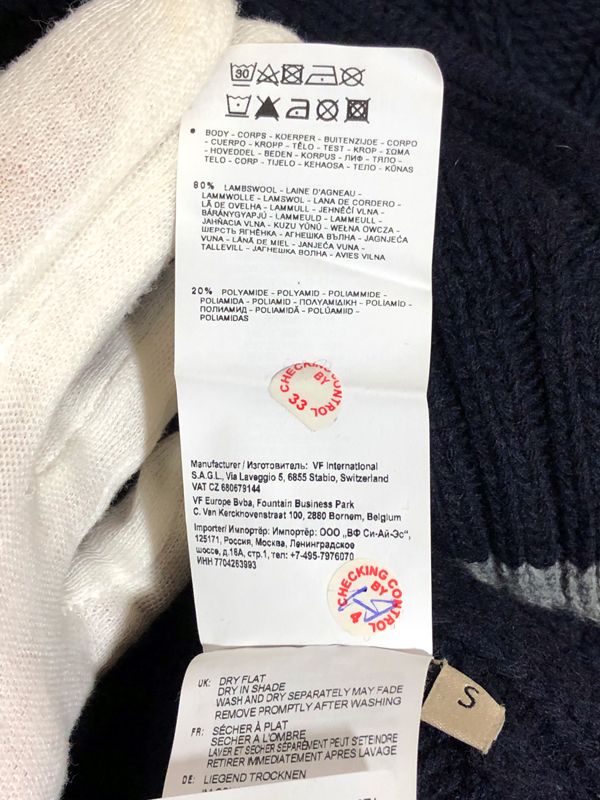 30
BODY - CORPS - KOERPER - BUITENZIJDE - CORPO
- CUERPO - КРОРР - TĚLO - TEST - KROP - ΣΩΜΑ
- HOVEDDEL - BEDEN - KORPUS - ЛИФ - ТЯЛО -
TELO - CORP - TIJELO - KEHAOSA - ТЕЛО - KŪNAS
80% LAMBSWOOL - LAINE D'AGNEAU -
LAMMWOLLE - LAMSWOL - LANA DE CORDERO -
LÃ DE OVELHA - LAMMULL - JEHNĚČÍ VLNA -
BÁRÁNYGYAPJÚ - LAMMEULD - LAMMEULL -
JAHŇACIA VLNA - KUZU YÜNÜ - WEŁNA OWCZA -
ШЕРСТЬ ЯГНЁНКА - АГНЕШКА ВЪЛНА - JAGNJEĆA
VUNA - LÂNĂ DE MIEL - JANJEĆA VUNA -
TALLEVILL - ЈАГНЕШКА ВОЛНА - AVIES VILNA
20% POLYAMIDE - POLYAMID - POLIAMMIDE -
POLIAMIDA - POLIAMID - ΠΟΛΥΑΜΙΔΙΚΗ - POLÍAMÍD -
ПОЛИАМИД - POLIAMIDĂ - POLÜAMIID -
POLIAMIDAS
CHECKING CONTROL
BY
33
Manufacturer / Изготовитель: VF International
S.A.G.L., Via Laveggio 5, 6855 Stabio, Switzerland
VAT CZ 680679144
VF Europe Bvba, Fountain Business Park
C. Van Kerckhovenstraat 100, 2880 Bornem, Belgium
Importer/ Импортёр: Импортёр: ООО „ВФ Си-Ай-Эс“,
125171, Россия, Москва, Ленинградское
шоссе, д.16А, стр.1, тел: +7-495-7976070
ИНН 7704263993
CHECKING CONTROL
BY
4
S
UK: DRY FLAT
DRY IN SHADE
WASH AND DRY SEPARATELY MAY FADE
REMOVE PROMPTLY AFTER WASHING
FR: SÉCHER À PLAT
SECHER A L'OMBRE
LAVER ET SÉCHER SÉPARÉMENT PEUT S'ETEINDRE
RETIRER IMMÉDIATEMENT APRÈS LAVAGE
DE: LIEGEND TROCKNEN